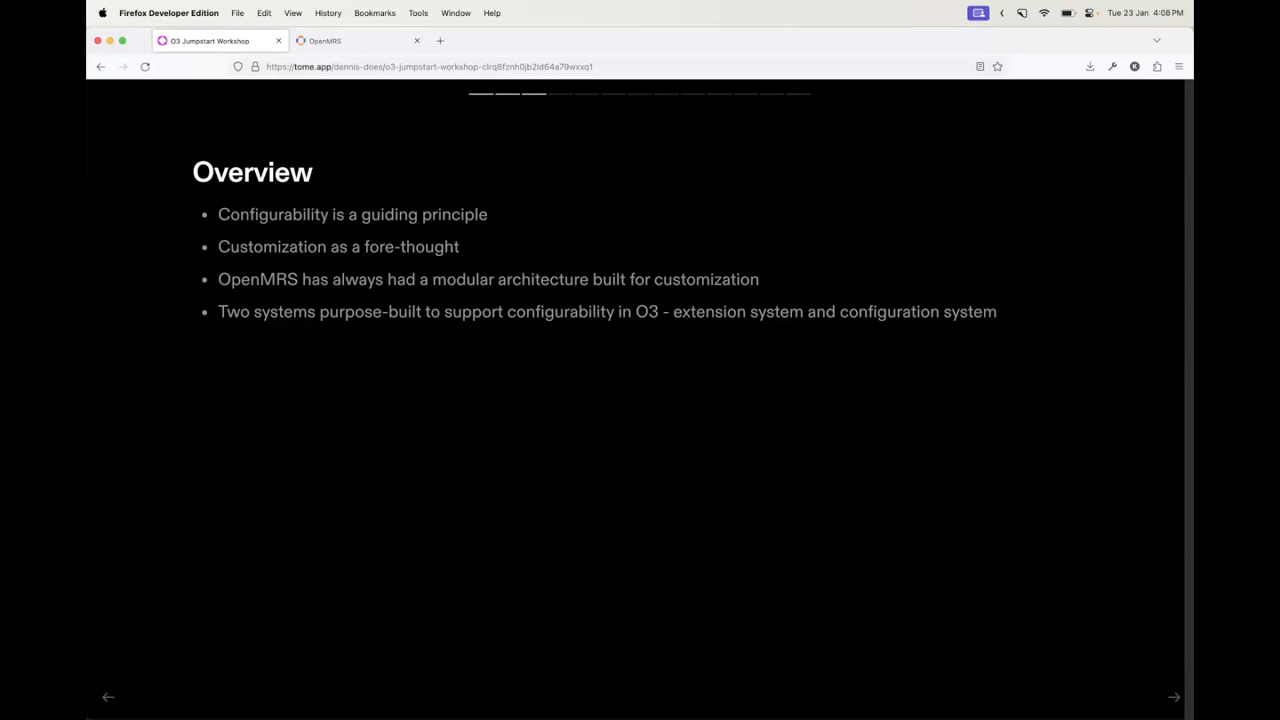 Firefox Developer Edition File Edit View History Bookmarks Tools Window Help Tue 23 Jan 4:08 PM
O3 Jumpstart Workshop OpenMRS
https://tome.app/dennis-does/o3-jumpstart-workshop-clrq8fznh0jb2ld64a79wxxq1
Overview
• Configurability is a guiding principle
• Customization as a fore-thought
• OpenMRS has always had a modular architecture built for customization
• Two systems purpose-built to support configurability in O3 - extension system and configuration system